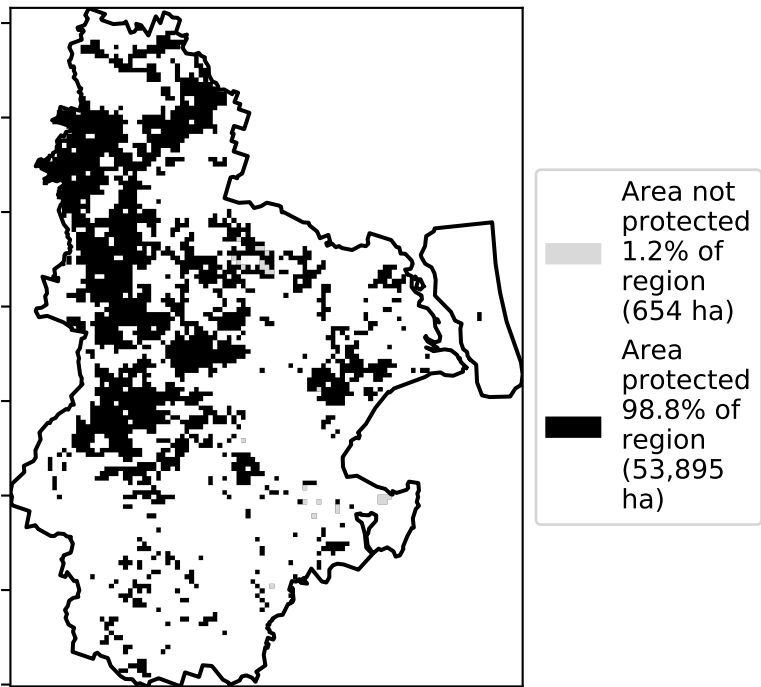 Area not
protected
1.2% of
region
(654 ha)
Area
protected
98.8% of
region
(53,895
ha)